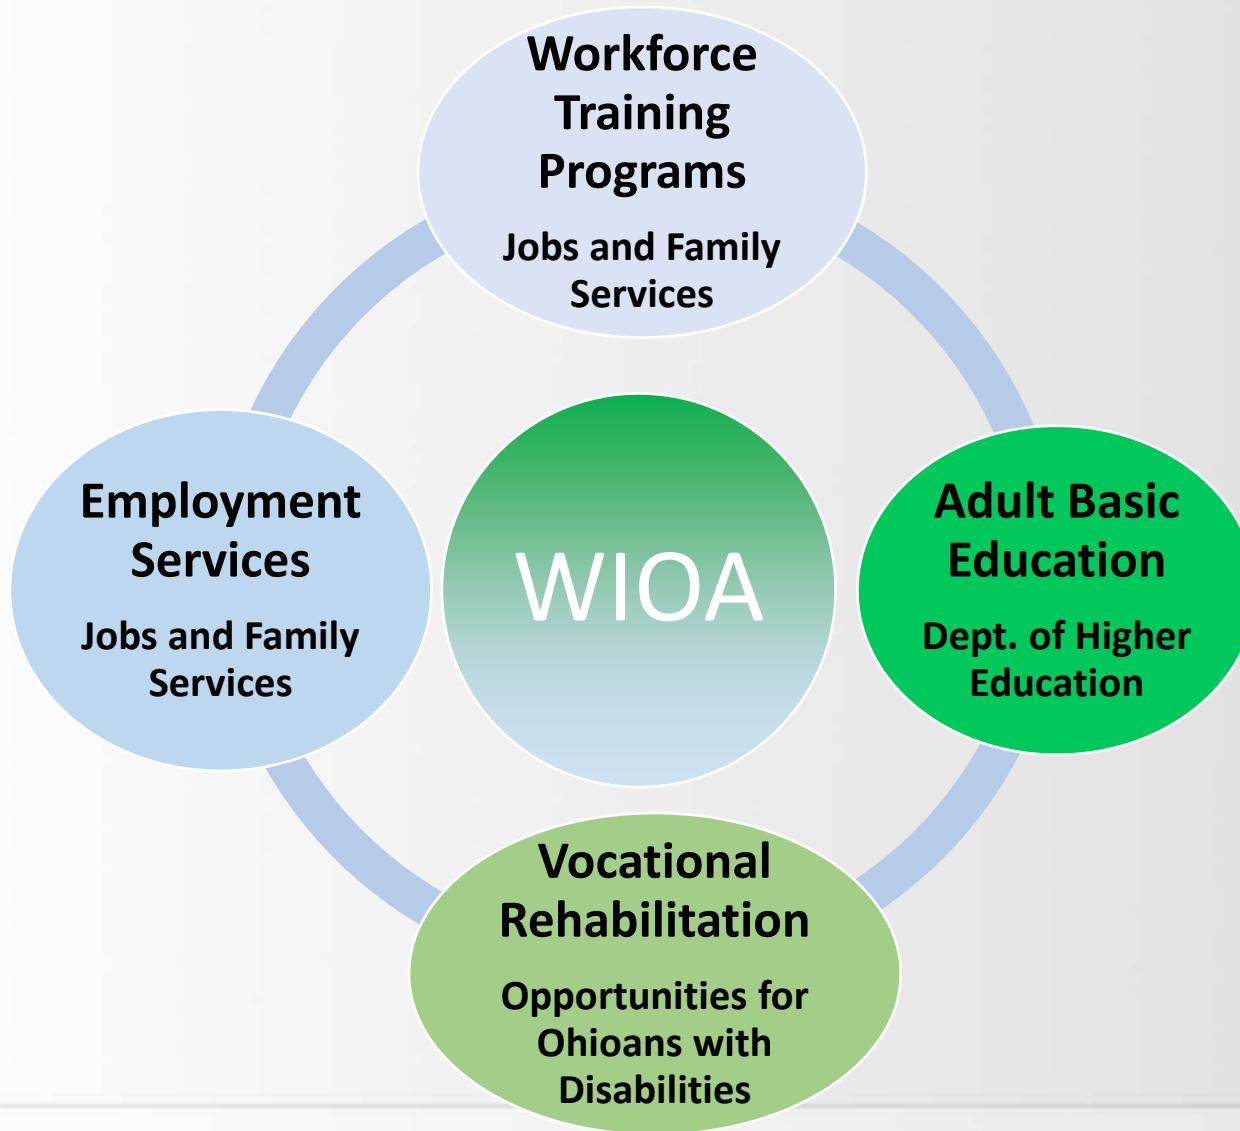 Workforce
Training
Programs
Jobs and Family
Services
Employment
Services
Jobs and Family
Services
WIOA
Adult Basic
Education
Dept. of Higher
Education
Vocational
Rehabilitation
Opportunities for
Ohioans with
Disabilities